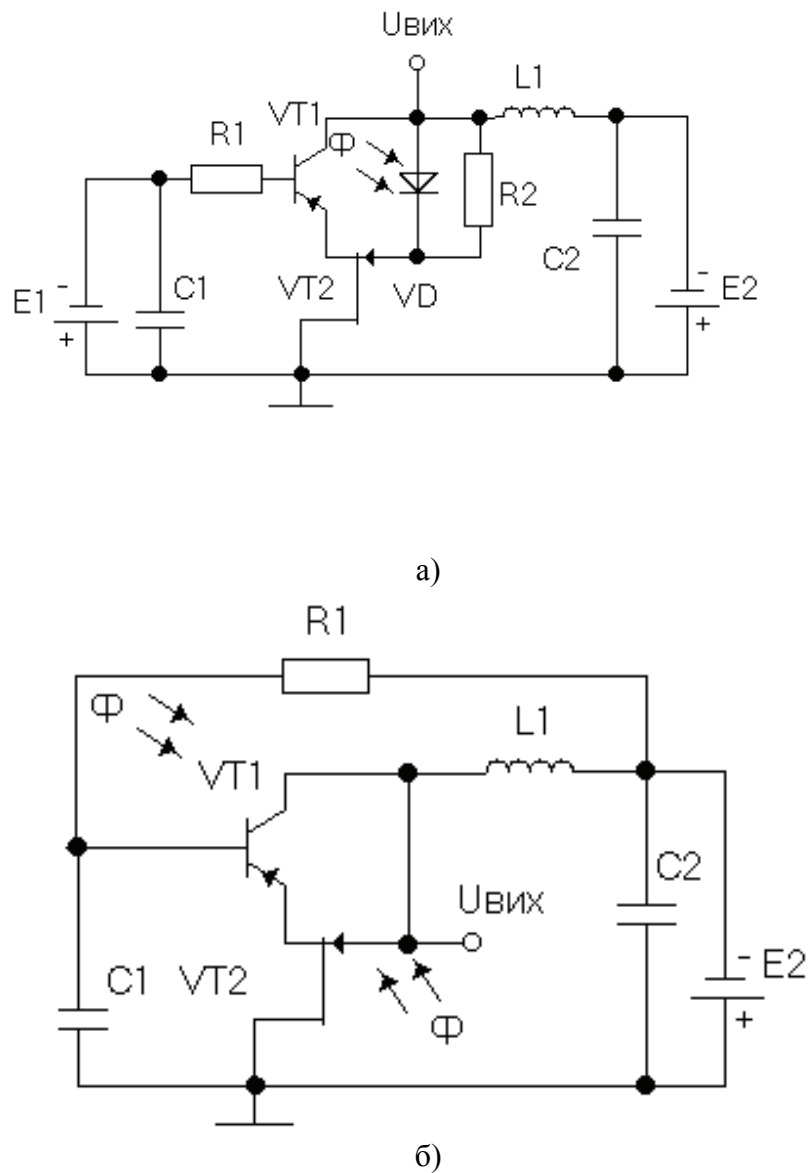 Uвих
L1
VT1
R1
Ф
R2
C2
- E2
+
E1 -
+
C1
VT2
VD
а)
R1
Ф
L1
VT1
C2
Uвих
- E2
+
C1
VT2
Ф
б)